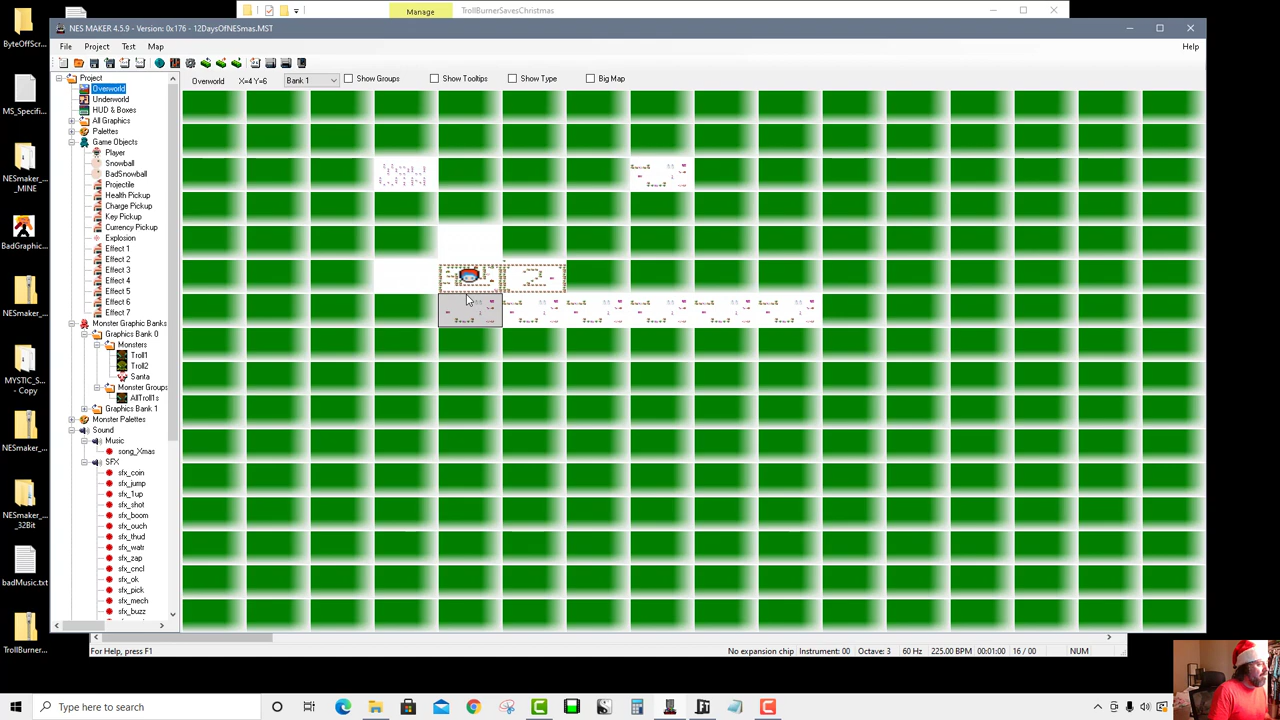 Manage
TrollBurnerSavesChristmas
NES MAKER 4.5.9 - Version: 0x176 - 12DaysOfNESmas.MST
File Project Test Map Help
Overworld X=4 Y=6 Bank 1 Show Groups Show Tooltips Show Type Big Map
Project
Overworld
Underworld
HUD & Boxes
All Graphics
Palettes
Game Objects
Player
Snowball
BadSnowball
Projectile
Health Pickup
Charge Pickup
Key Pickup
Currency Pickup
Explosion
Effect 1
Effect 2
Effect 3
Effect 4
Effect 5
Effect 6
Effect 7
Monster Graphic Banks
Graphics Bank 0
Monsters
Troll1
Troll2
Santa
Monster Groups
AllTroll1s
Graphics Bank 1
Monster Palettes
Sound
Music
song_Xmas
SFX
sfx_coin
sfx_jump
sfx_1up
sfx_shot
sfx_boom
sfx_ouch
sfx_thud
sfx_watr
sfx_zap
sfx_cncl
sfx_ok
sfx_pick
sfx_mech
sfx_buzz
ByteOffScr...
MS_Specifi...
NESmaker_
_MINE
BadGraphic...
NESmaker_...
MYSTIC_S...
- Copy
NESmaker_...
NESmaker_...
_32Bit
badMusic.txt
TrollBurner...
For Help, press F1 No expansion chip Instrument: 00 Octave: 3 60 Hz 225.00 BPM 00:01:00 16 / 00 NUM
Type here to search